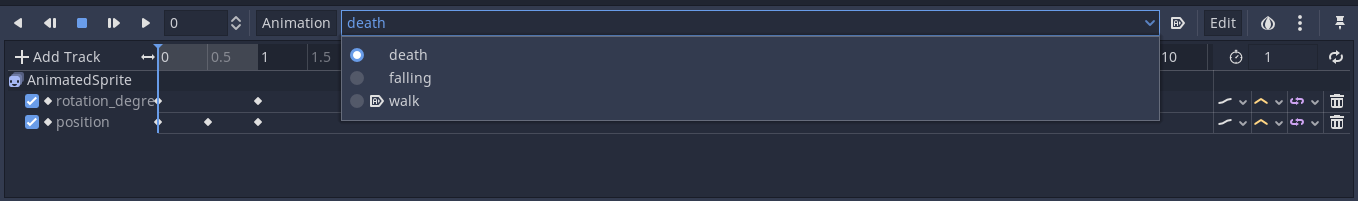 0 Animation death Edit
death
falling
walk
Add Track 0 0.5 1 1.5 10 1
AnimatedSprite
rotation_degre
position